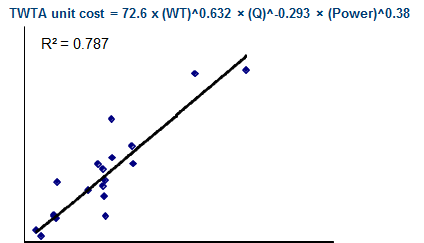 TWTA unit cost = 72.6 x (WT)^0.632 × (Q)^-0.293 × (Power)^0.38
R² = 0.787